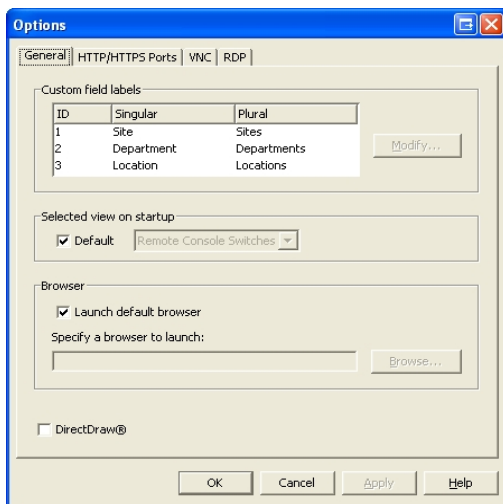 Options
General HTTP/HTTPS Ports VNC RDP
Custom field labels
ID Singular Plural
1 Site Sites
2 Department Departments
3 Location Locations
Modify...
Selected view on startup
Default Remote Console Switches
Browser
Launch default browser
Specify a browser to launch:
Browse...
DirectDraw®
OK Cancel Apply Help